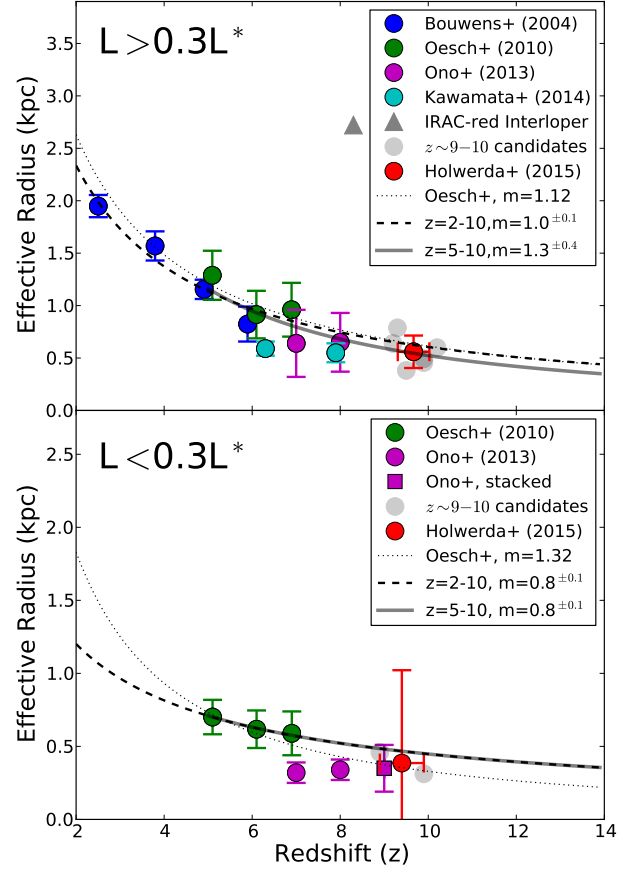 L>0.3L*
Bouwens+ (2004)
Oesch+ (2010)
Ono+ (2013)
Kawamata+ (2014)
IRAC-red Interloper
z~9−10 candidates
Holwerda+ (2015)
Oesch+, m=1.12
z=2-10,m=1.0^±0.1
z=5-10,m=1.3^±0.4
Effective Radius (kpc)
3.5
3.0
2.5
2.0
1.5
1.0
0.5
0.0
L<0.3L*
Oesch+ (2010)
Ono+ (2013)
Ono+, stacked
z~9−10 candidates
Holwerda+ (2015)
Oesch+, m=1.32
z=2-10, m=0.8^±0.1
z=5-10, m=0.8^±0.1
Effective Radius (kpc)
2.5
2.0
1.5
1.0
0.5
0.0
2 4 6 8 10 12 14
Redshift (z)